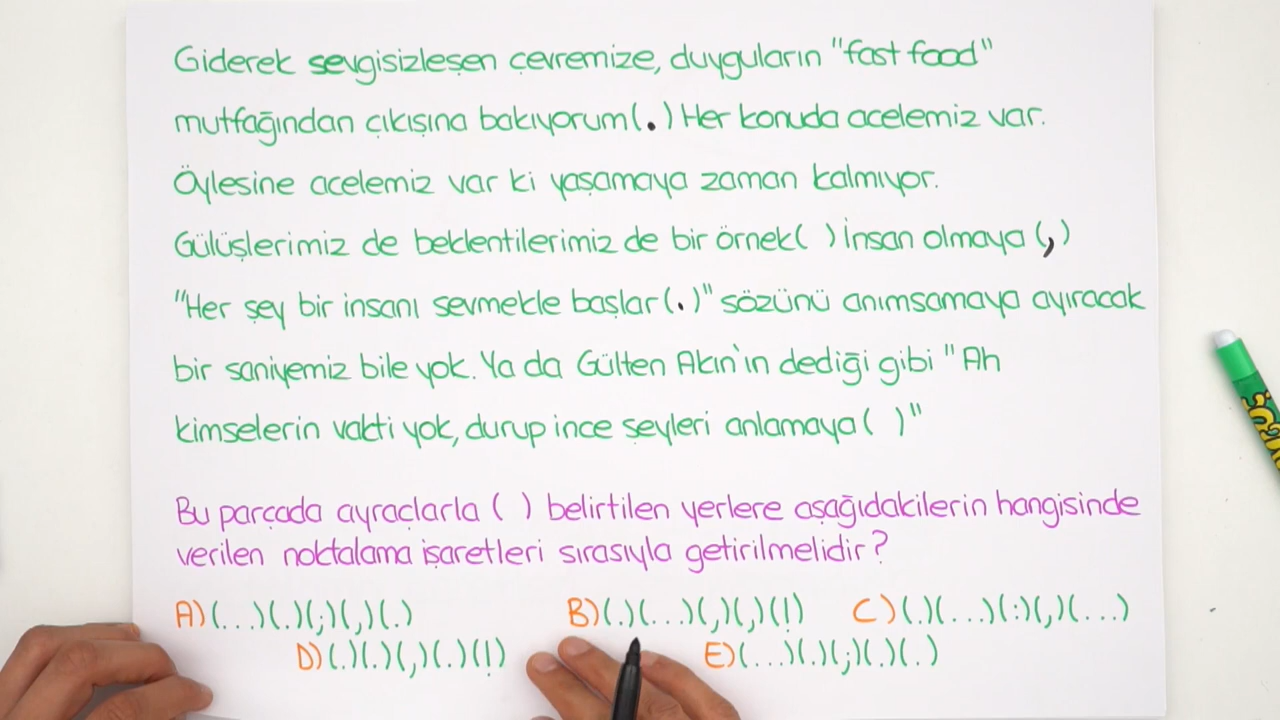 Giderek sevgisizleşen çevremize, duyguların "fast food"
mutfağından çıkışına bakıyorum(.) Her konuda acelemiz var.
Öylesine acelemiz var ki yaşamaya zaman kalmıyor.
Gülüşlerimiz de beklentilerimiz de bir örnek( ) İnsan olmaya (,)
"Her şey bir insanı sevmekle başlar(.)" sözünü anımsamaya ayıracak
bir saniyemiz bile yok. Ya da Gülten Akın'ın dediği gibi "Ah
kimselerin vakti yok, durup ince şeyleri anlamaya( )"
Bu parçada ayraçlarla ( ) belirtilen yerlere aşağıdakilerin hangisinde
verilen noktalama işaretleri sırasıyla getirilmelidir?
A)(...)(.)(;)(,)(.) B)(.)(...)(,)(,)(!) C)(.)(...)(:)(,)(...)
D)(.)(.)(,)(.)(!) E)(...)(.)(;)(.)(.)